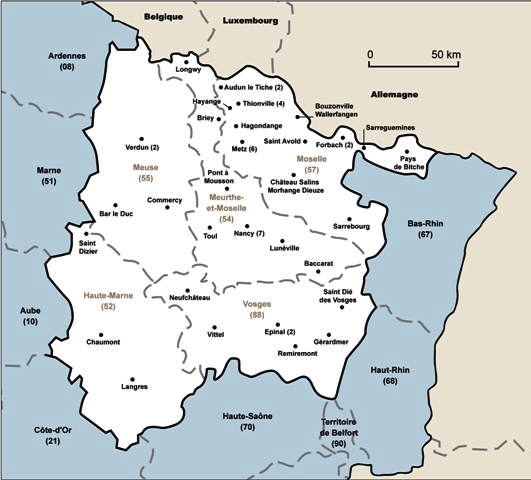 Belgique
Luxembourg
Ardennes
(08)
Longwy
0
50 km
Audun le Tiche (2)
Allemagne
Hayange
Thionville (4)
Bouzonville
Wallerfangen
Briey
Hagondange
Sarreguemines
Verdun (2)
Metz (6)
Saint Avold
Forbach (2)
Moselle
(57)
Pays
de Bitche
Marne
(51)
Meuse
(55)
Pont à
Mousson
Château Salins
Morhange Dieuze
Meurthe-
et-Moselle
(54)
Commercy
Bar le Duc
Sarrebourg
Bas-Rhin
(67)
Toul
Nancy (7)
Saint
Dizier
Lunéville
Baccarat
Haute-Marne
(52)
Neufchâteau
Vosges
(88)
Saint Dié
des Vosges
Aube
(10)
Vittel
Epinal (2)
Gérardmer
Chaumont
Remiremont
Haut-Rhin
(68)
Langres
Côte-d'Or
(21)
Haute-Saône
(70)
Territoire
de Belfort
(90)